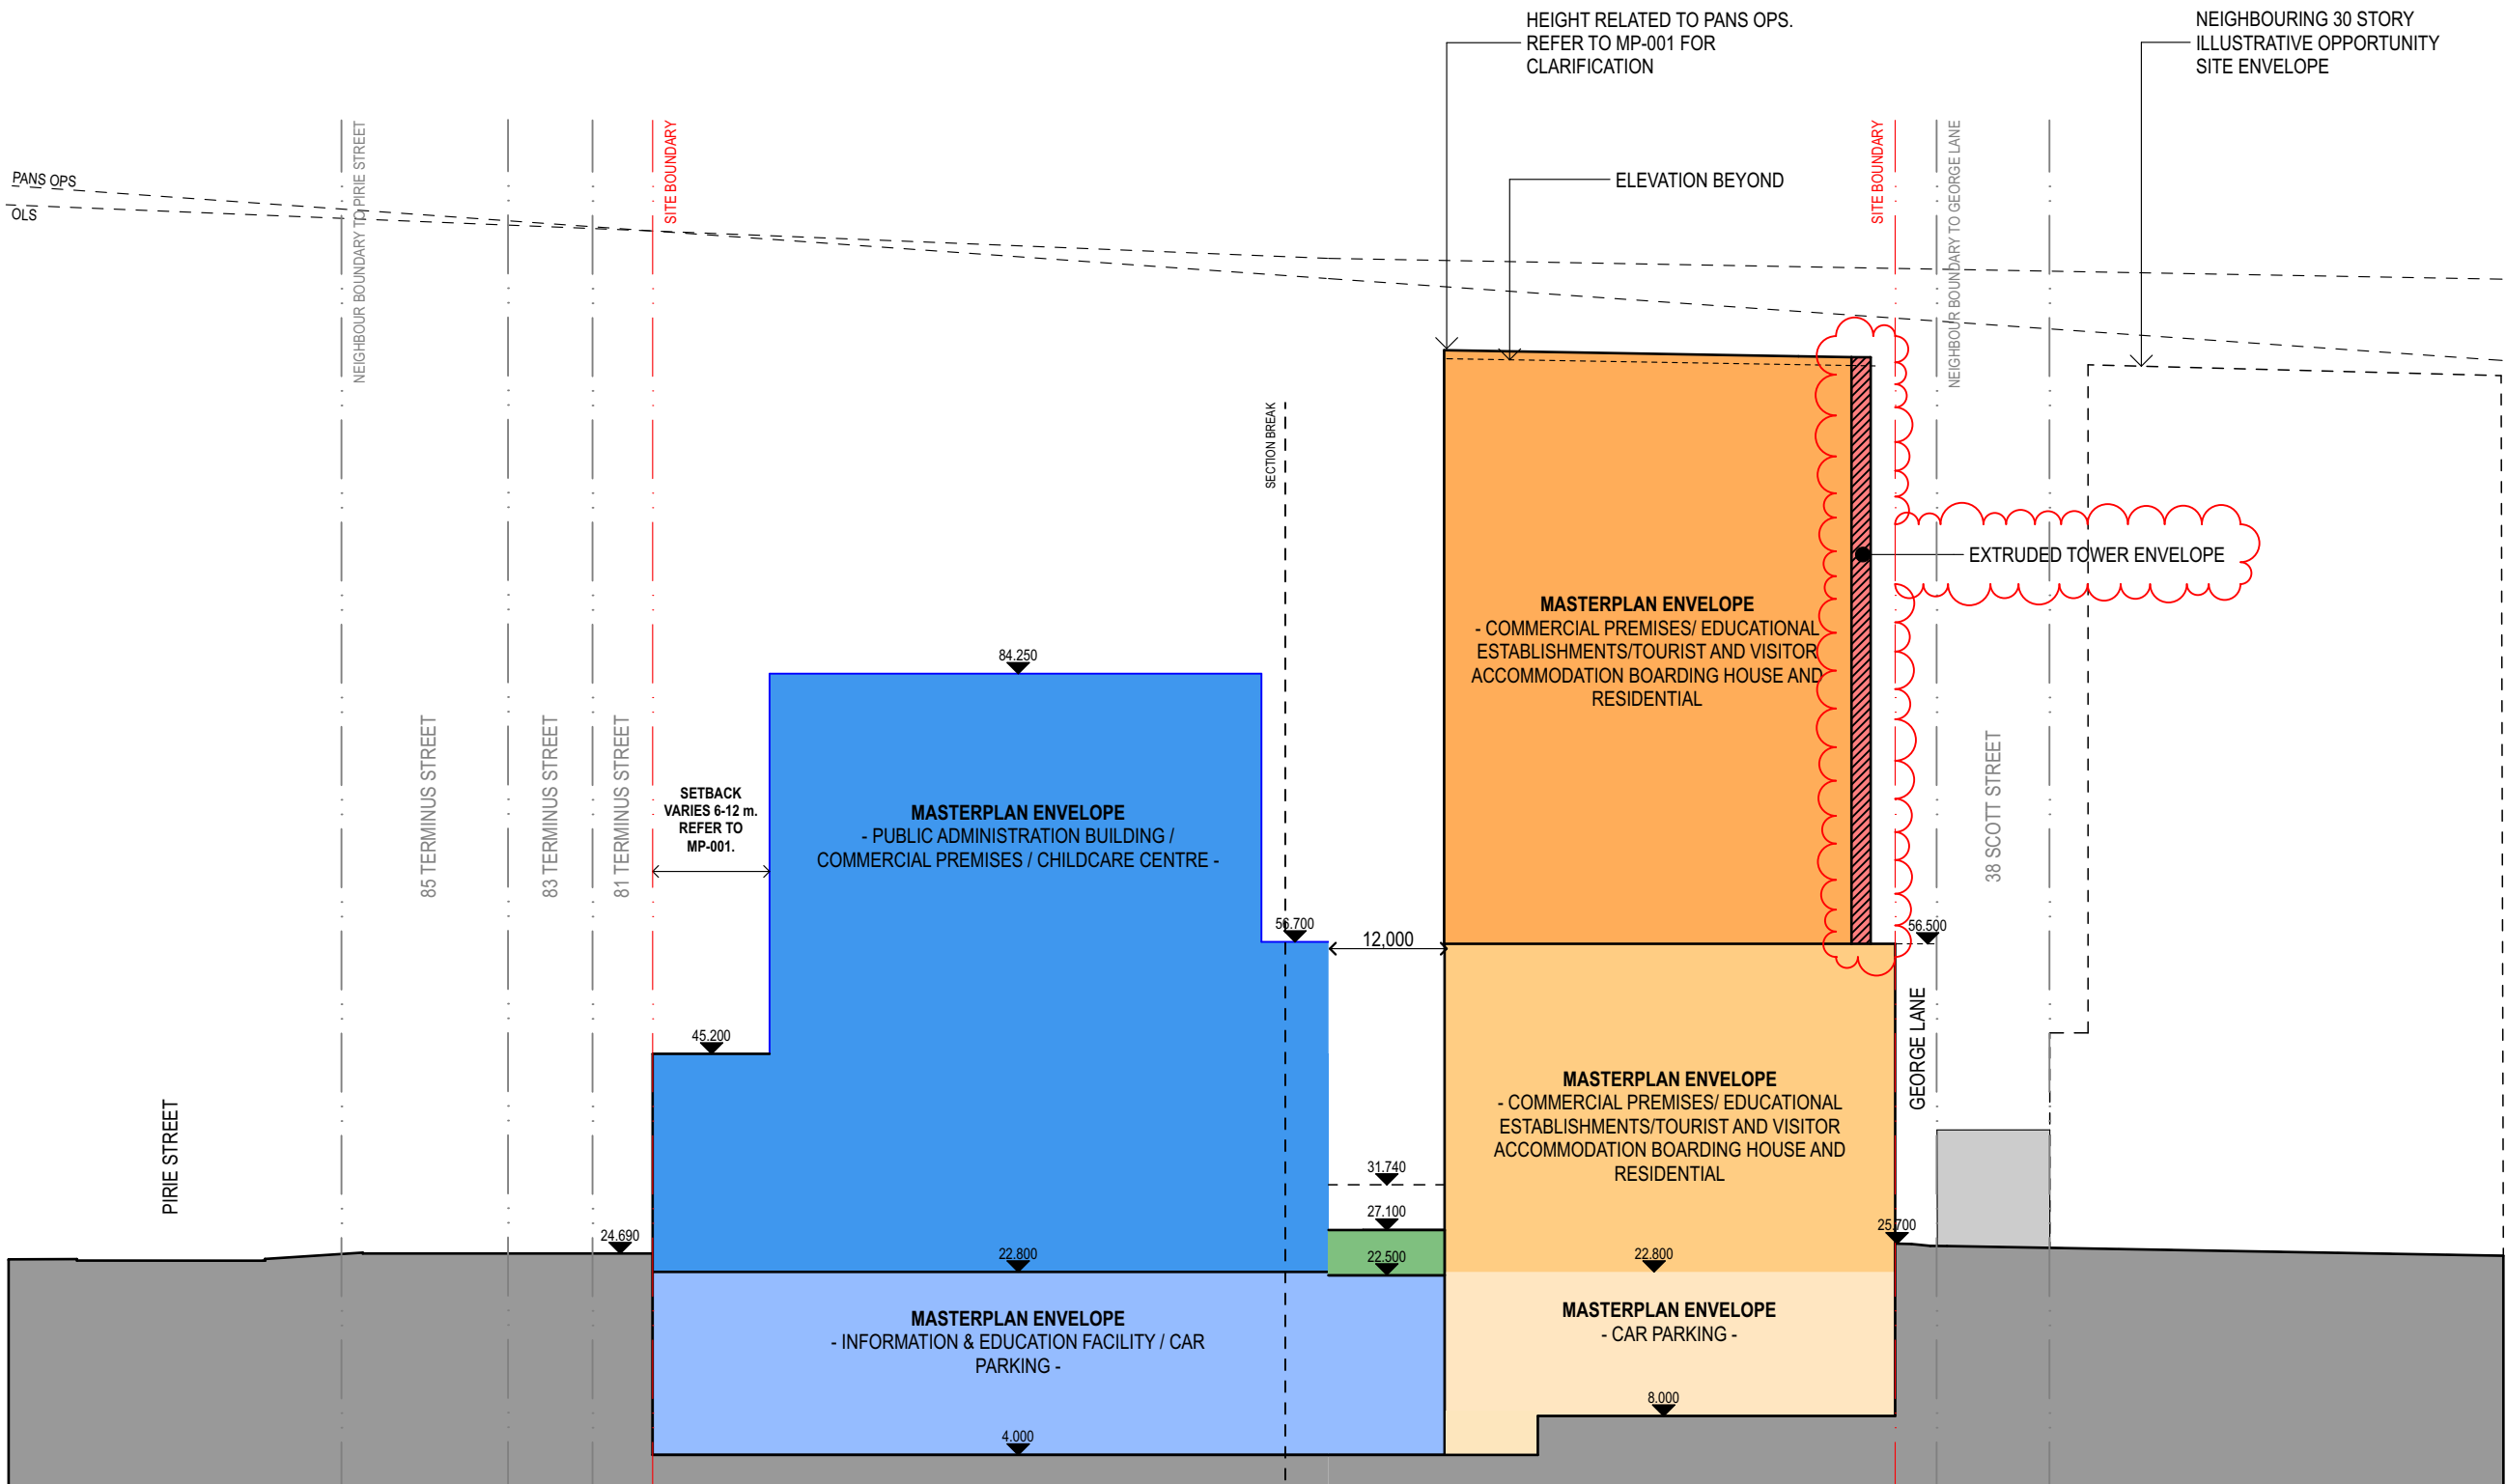 HEIGHT RELATED TO PANS OPS.
REFER TO MP-001 FOR
CLARIFICATION
NEIGHBOURING 30 STORY
ILLUSTRATIVE OPPORTUNITY
SITE ENVELOPE
PANS OPS
OLS
NEIGHBOUR BOUNDARY TO PIRIE STREET
SITE BOUNDARY
ELEVATION BEYOND
SITE BOUNDARY
NEIGHBOUR BOUNDARY TO GEORGE LANE
SECTION BREAK
EXTRUDED TOWER ENVELOPE
MASTERPLAN ENVELOPE
- COMMERCIAL PREMISES/ EDUCATIONAL
ESTABLISHMENTS/TOURIST AND VISITOR
ACCOMMODATION BOARDING HOUSE AND
RESIDENTIAL
84.250
85 TERMINUS STREET
83 TERMINUS STREET
81 TERMINUS STREET
SETBACK
VARIES 6-12 m.
REFER TO
MP-001.
MASTERPLAN ENVELOPE
- PUBLIC ADMINISTRATION BUILDING /
COMMERCIAL PREMISES / CHILDCARE CENTRE -
38 SCOTT STREET
56.700
12,000
56.500
45.200
GEORGE LANE
PIRIE STREET
MASTERPLAN ENVELOPE
- COMMERCIAL PREMISES/ EDUCATIONAL
ESTABLISHMENTS/TOURIST AND VISITOR
ACCOMMODATION BOARDING HOUSE AND
RESIDENTIAL
31.740
27.100
25.700
24.690
22.800
22.500
22.800
MASTERPLAN ENVELOPE
- INFORMATION & EDUCATION FACILITY / CAR
PARKING -
MASTERPLAN ENVELOPE
- CAR PARKING -
8.000
4.000